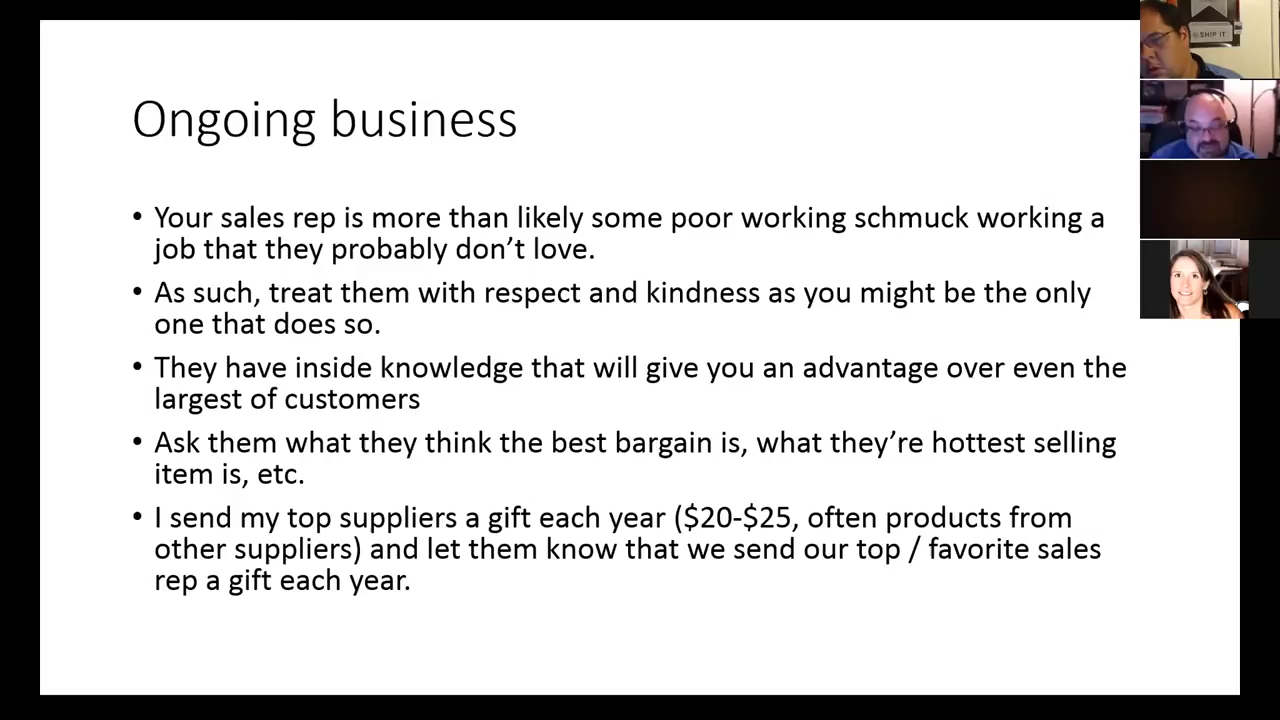 Ongoing business
• Your sales rep is more than likely some poor working schmuck working a
job that they probably don’t love.
• As such, treat them with respect and kindness as you might be the only
one that does so.
• They have inside knowledge that will give you an advantage over even the
largest of customers
• Ask them what they think the best bargain is, what they’re hottest selling
item is, etc.
• I send my top suppliers a gift each year ($20-$25, often products from
other suppliers) and let them know that we send our top / favorite sales
rep a gift each year.
SHIP IT